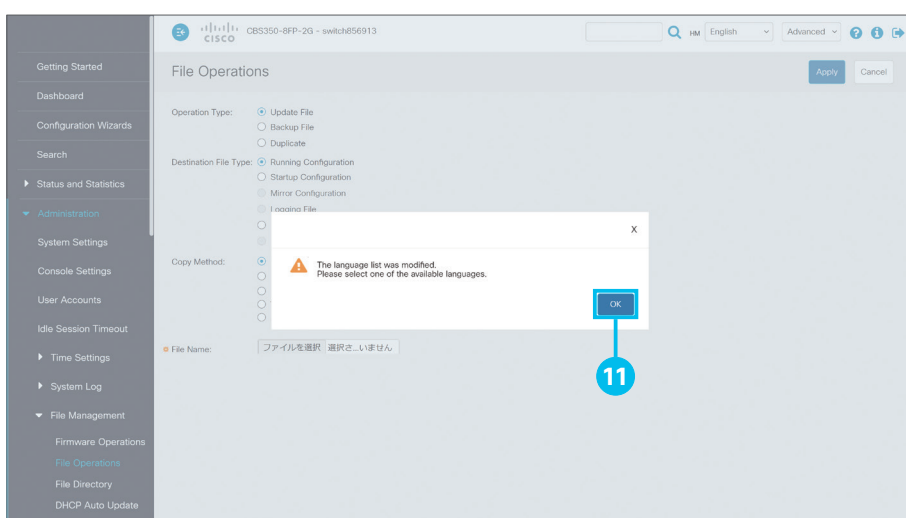 cisco
CBS350-8FP-2G - switch856913
HM
English
Advanced
Getting Started
Dashboard
Configuration Wizards
Search
Status and Statistics
Administration
System Settings
Console Settings
User Accounts
Idle Session Timeout
Time Settings
System Log
File Management
Firmware Operations
File Operations
File Directory
DHCP Auto Update
File Operations
Apply
Cancel
Operation Type:
Update File
Backup File
Duplicate
Destination File Type:
Running Configuration
Startup Configuration
Mirror Configuration
Logging File
Copy Method:
File Name:
ファイルを選択 選択さ...いません
X
The language list was modified.
Please select one of the available languages.
OK
11